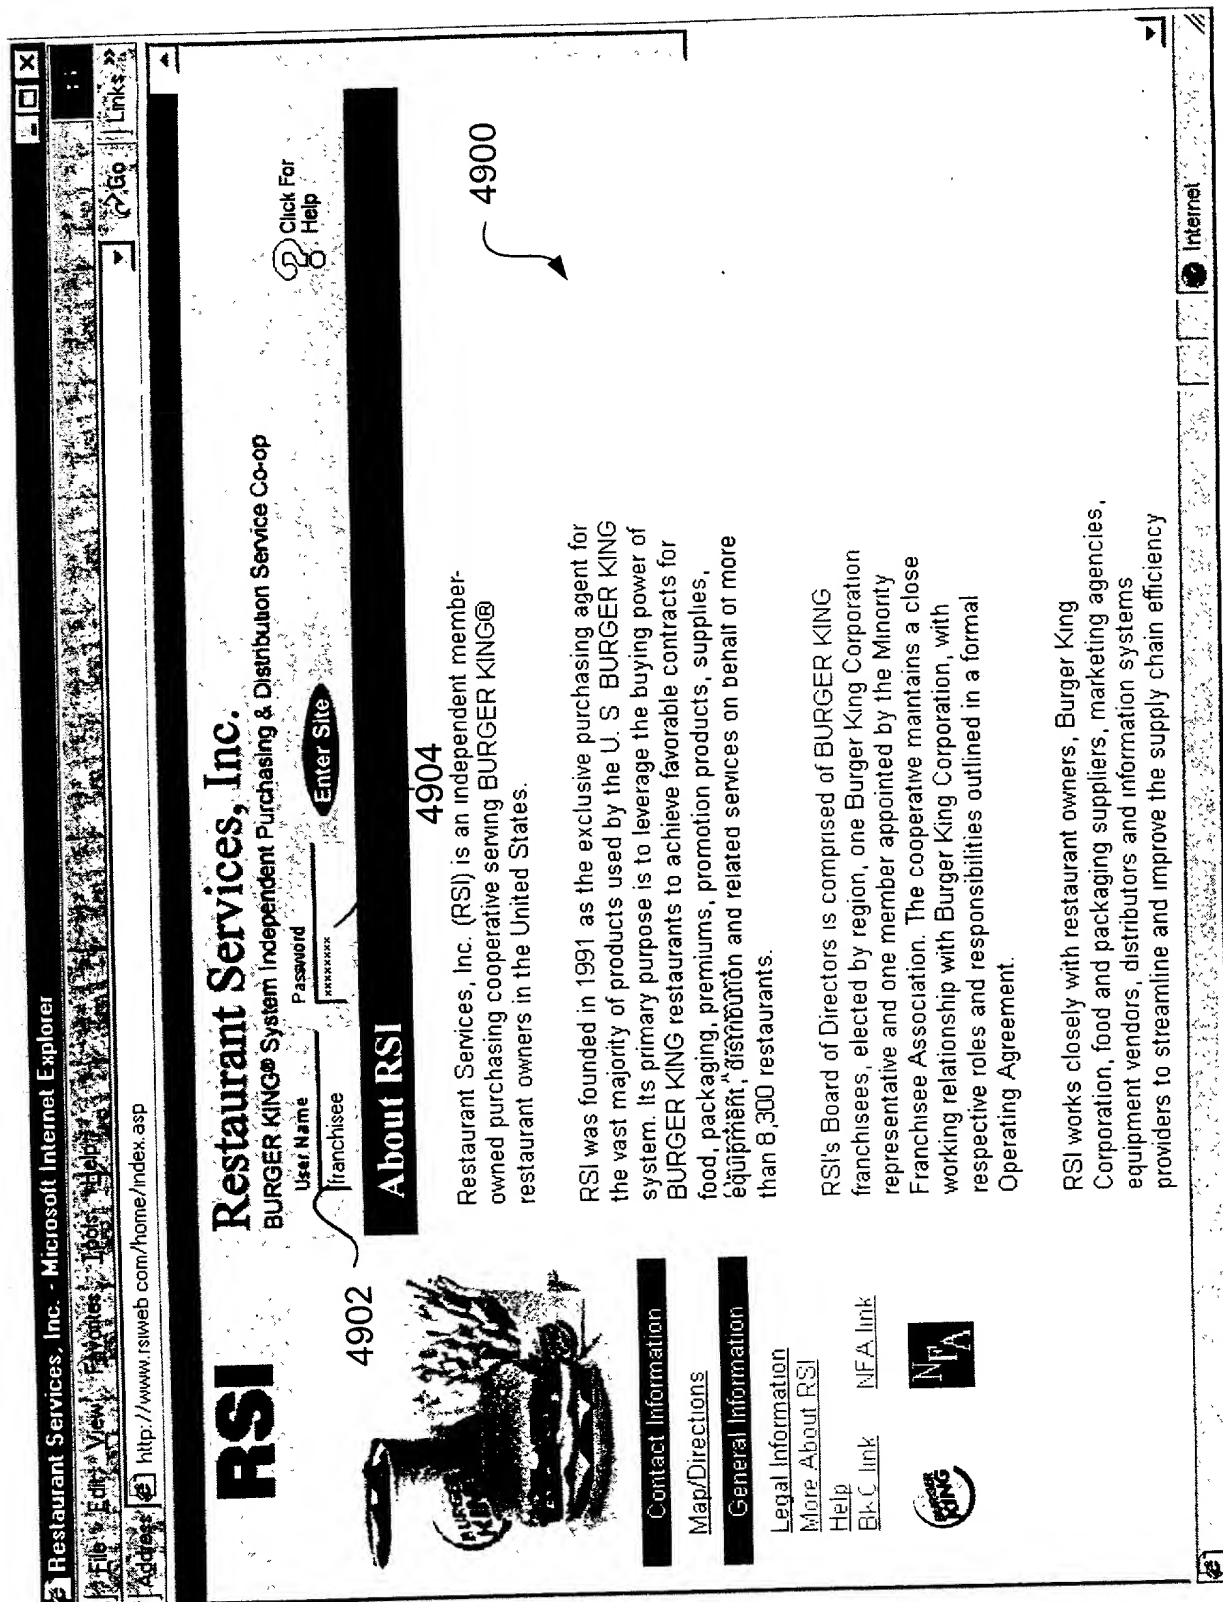 Restaurant Services, Inc. - Microsoft Internet Explorer
File Edit View Favorites Tools Help
Address http://www.rsiweb com/home/index.asp
Go Links »
RSI
Restaurant Services, Inc.
BURGER KING® System Independent Purchasing & Distribution Service Co-op
User Name Password
franchisee xxxxxxxx Enter Site
Click For
Help
4902
4904
4900
About RSI
BURGER
KING
Contact Information
Map/Directions
General Information
Legal Information
More About RSI
Help
BKC link NFA link
BURGER
KING
NFA
Restaurant Services, Inc. (RSI) is an independent member-
owned purchasing cooperative serving BURGER KING®
restaurant owners in the United States.
RSI was founded in 1991 as the exclusive purchasing agent for
the vast majority of products used by the U. S BURGER KING
system. Its primary purpose is to leverage the buying power of
BURGER KING restaurants to achieve favorable contracts for
food, packaging, premiums, promotion products, supplies,
equipment, distribution and related services on behalf of more
than 8,300 restaurants.
RSI's Board of Directors is comprised of BURGER KING
franchisees, elected by region, one Burger King Corporation
representative and one member appointed by the Minority
Franchisee Association. The cooperative maintains a close
working relationship with Burger King Corporation, with
respective roles and responsibilities outlined in a formal
Operating Agreement.
RSI works closely with restaurant owners, Burger King
Corporation, food and packaging suppliers, marketing agencies,
equipment vendors, distributors and information systems
providers to streamline and improve the supply chain efficiency
Internet